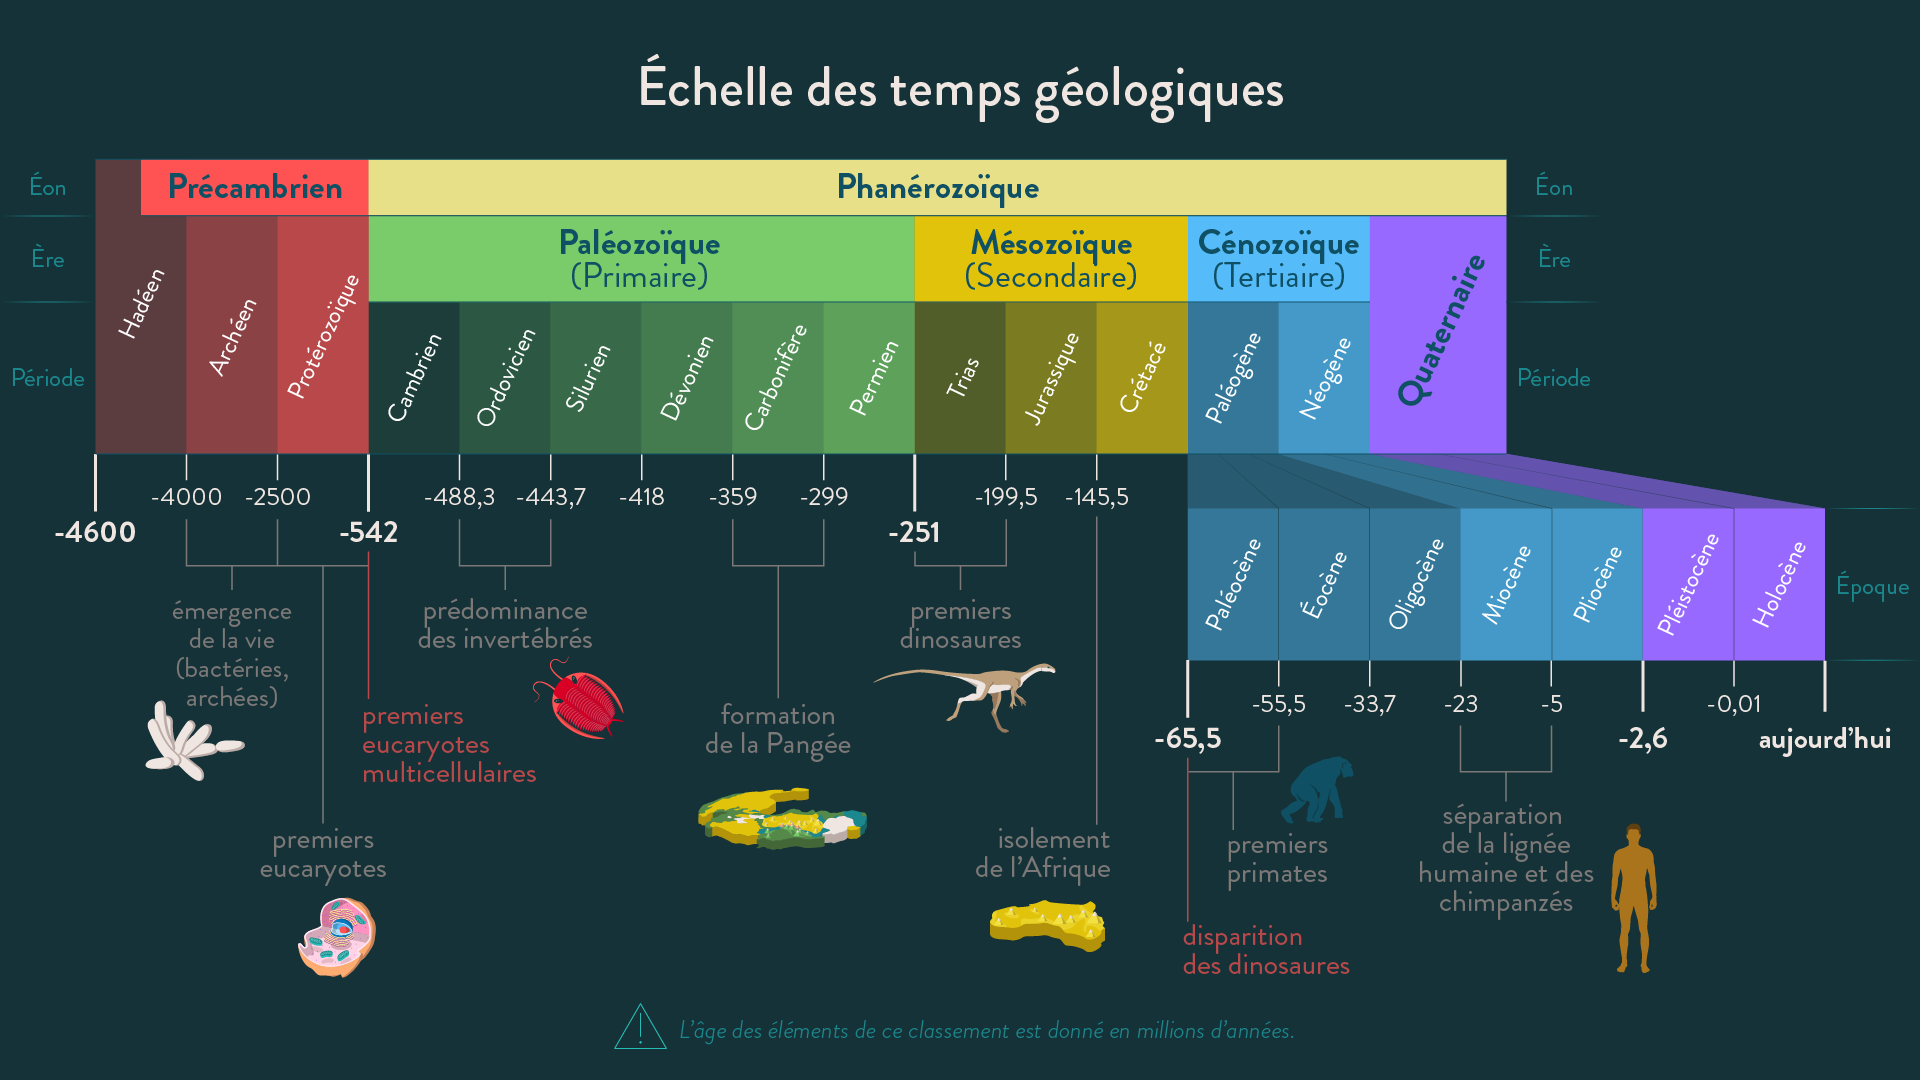 Échelle des temps géologiques
Éon
Précambrien
Phanérozoïque
Éon
Ère
Paléozoïque
(Primaire)
Mésozoïque
(Secondaire)
Cénozoïque
(Tertiaire)
Quaternaire
Ère
Période
Hadéen
Archéen
Protérozoïque
Cambrien
Ordovicien
Silurien
Dévonien
Carbonifère
Permien
Trias
Jurassique
Crétacé
Paléogène
Néogène
Période
-4000
-2500
-488,3
-443,7
-418
-359
-299
-199,5
-145,5
-4600
-542
-251
Paléocène
Éocène
Oligocène
Miocène
Pliocène
Pléistocène
Holocène
Époque
-55,5
-33,7
-23
-5
-0,01
-65,5
-2,6
aujourd'hui
émergence
de la vie
(bactéries,
archées)
prédominance
des invertébrés
premiers
dinosaures
premiers
eucaryotes
multicellulaires
formation
de la Pangée
premiers
eucaryotes
isolement
de l'Afrique
premiers
primates
séparation
de la lignée
humaine et des
chimpanzés
disparition
des dinosaures
L'âge des éléments de ce classement est donné en millions d'années.